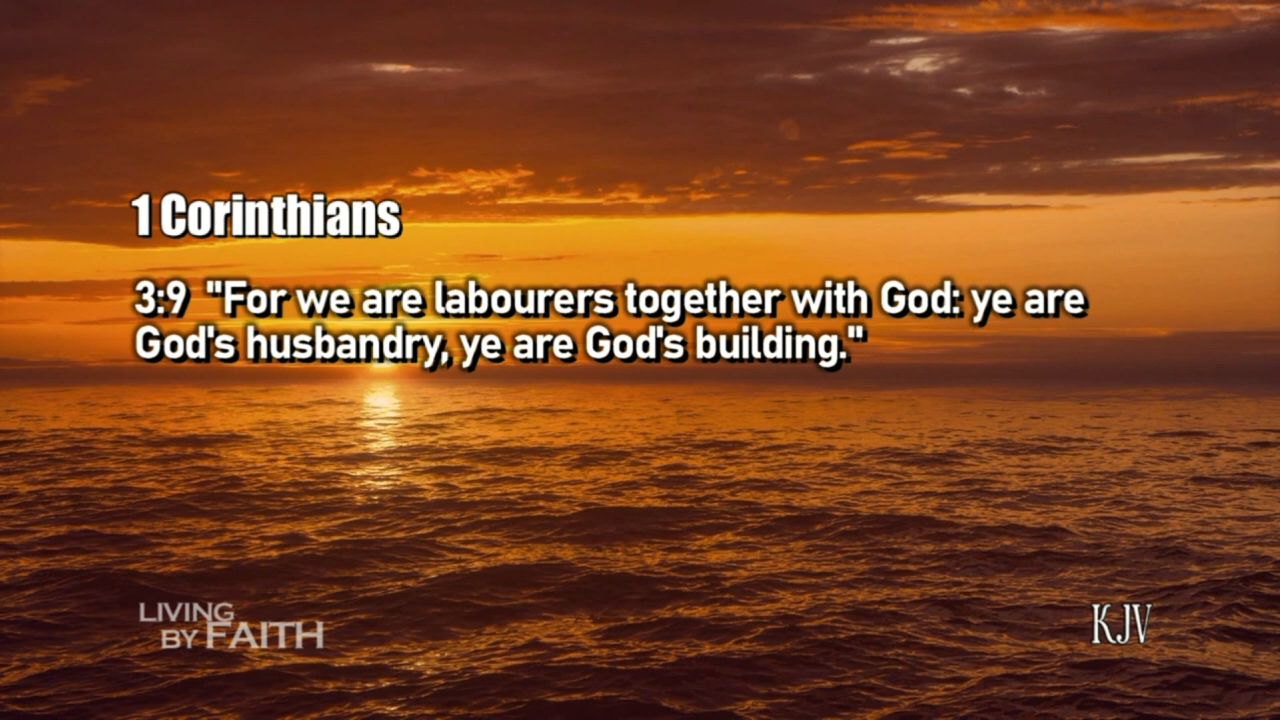 1 Corinthians
3:9 "For we are labourers together with God: ye are
God's husbandry, ye are God's building."
LIVING
BY FAITH
KJV